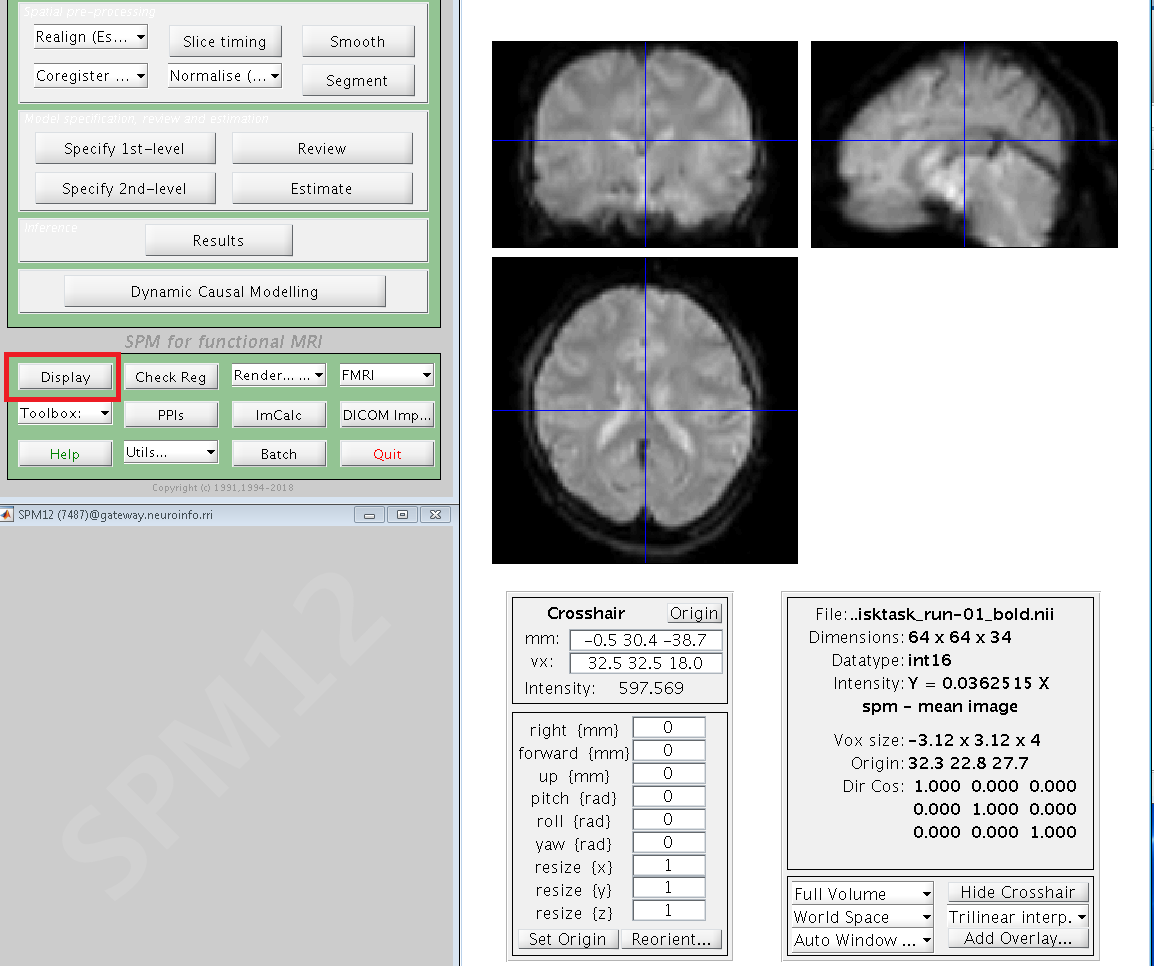 Spatial pre-processing
Realign (Es...
Slice timing
Smooth
Coregister ...
Normalise (...
Segment
Model specification, review and estimation
Specify 1st-level
Review
Specify 2nd-level
Estimate
Inference
Results
Dynamic Causal Modelling
SPM for functional MRI
Display
Check Reg
Render... ...
FMRI
Toolbox:
PPIs
ImCalc
DICOM Imp...
Help
Utils...
Batch
Quit
Copyright (c) 1991,1994-2018
SPM12 (7487)@gateway.neuroinfo.rri
SPM12
Crosshair
Origin
mm: -0.5 30.4 -38.7
vx: 32.5 32.5 18.0
Intensity: 597.569
right {mm} 0
forward {mm} 0
up {mm} 0
pitch {rad} 0
roll {rad} 0
yaw {rad} 0
resize {x} 1
resize {y} 1
resize {z} 1
Set Origin
Reorient...
File: ..isktask_run-01_bold.nii
Dimensions: 64 x 64 x 34
Datatype: int16
Intensity: Y = 0.0362515 X
spm - mean image
Vox size: -3.12 x 3.12 x 4
Origin: 32.3 22.8 27.7
Dir Cos: 1.000 0.000 0.000
0.000 1.000 0.000
0.000 0.000 1.000
Full Volume
Hide Crosshair
World Space
Trilinear interp.
Auto Window ...
Add Overlay...